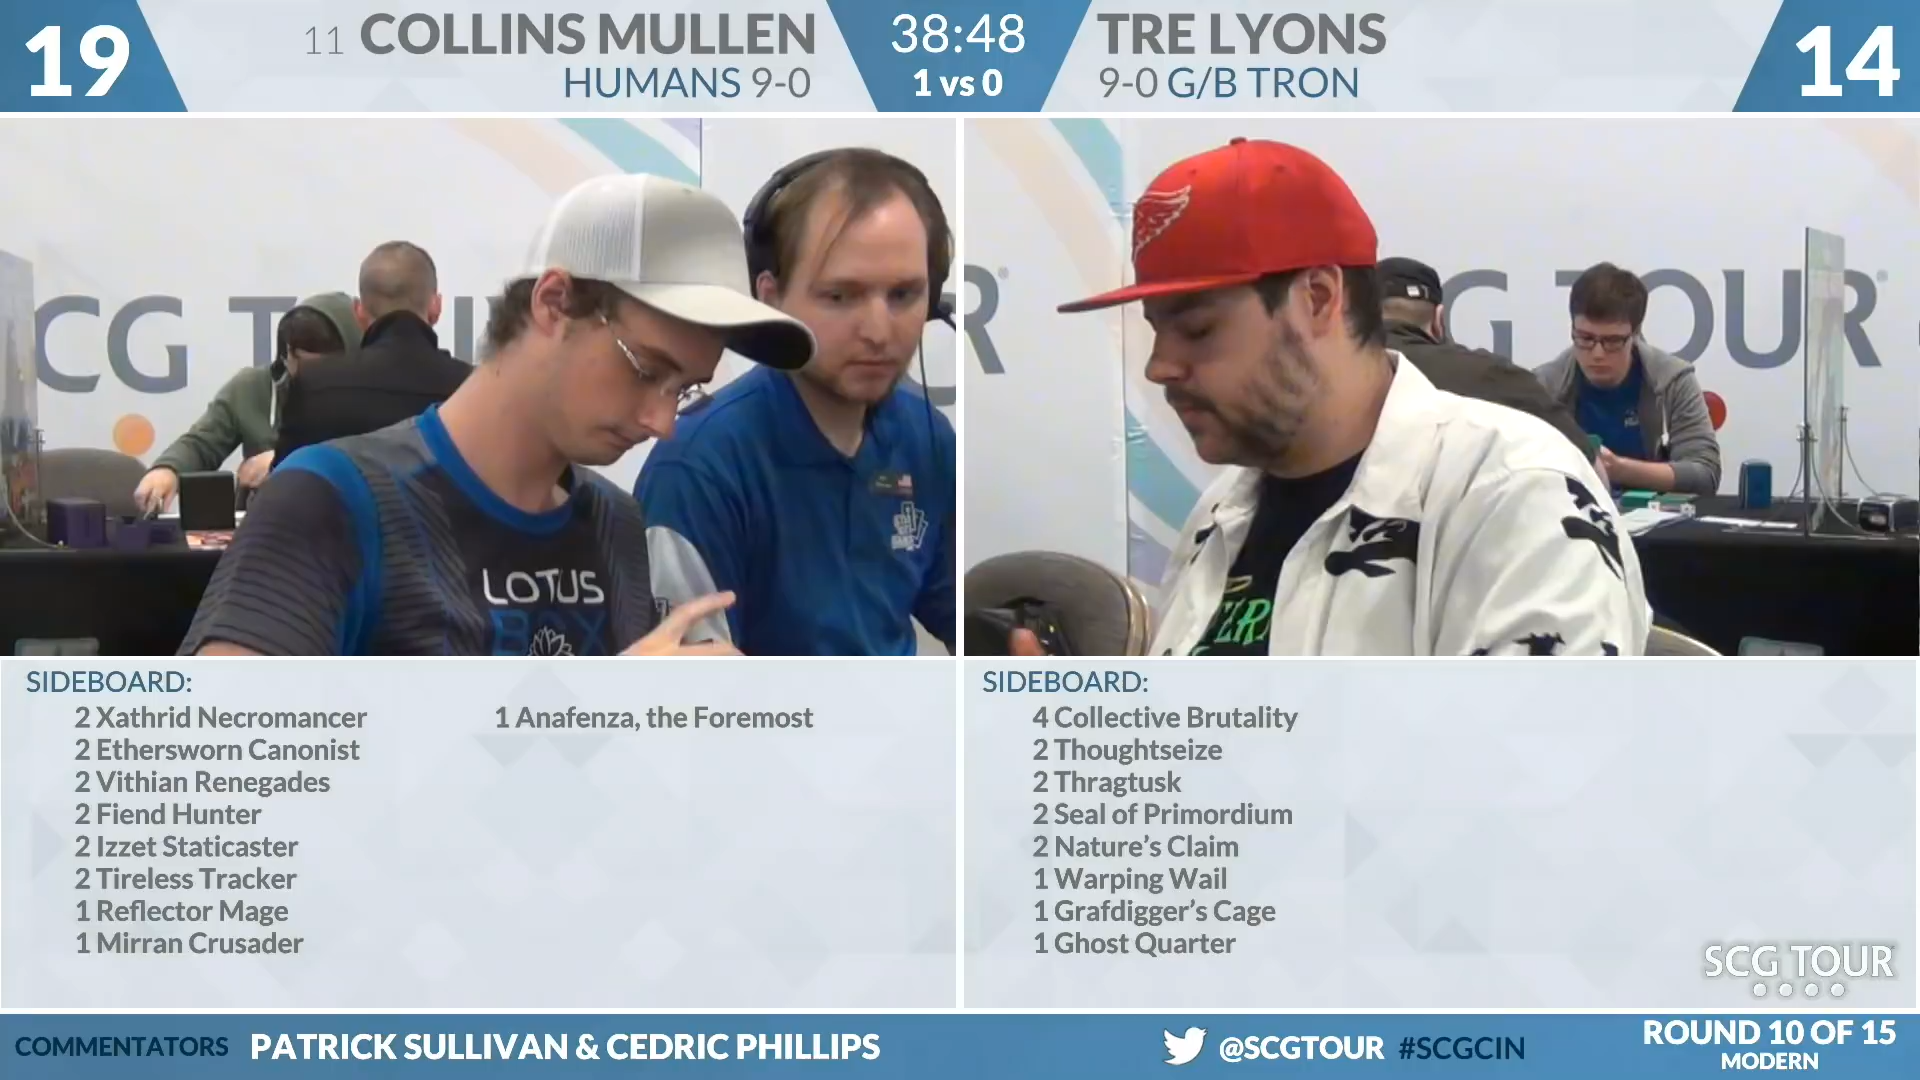 19
11 COLLINS MULLEN
HUMANS 9-0
38:48
1 vs 0
TRE LYONS
9-0 G/B TRON
14
CG T
R
G TOUR
LOTUS
BOX
SIDEBOARD:
2 Xathrid Necromancer
2 Ethersworn Canonist
2 Vithian Renegades
2 Fiend Hunter
2 Izzet Staticaster
2 Tireless Tracker
1 Reflector Mage
1 Mirran Crusader
1 Anafenza, the Foremost
SIDEBOARD:
4 Collective Brutality
2 Thoughtseize
2 Thragtusk
2 Seal of Primordium
2 Nature's Claim
1 Warping Wail
1 Grafdigger's Cage
1 Ghost Quarter
SCG TOUR
COMMENTATORS PATRICK SULLIVAN & CEDRIC PHILLIPS
@SCGTOUR #SCGCIN
ROUND 10 OF 15
MODERN